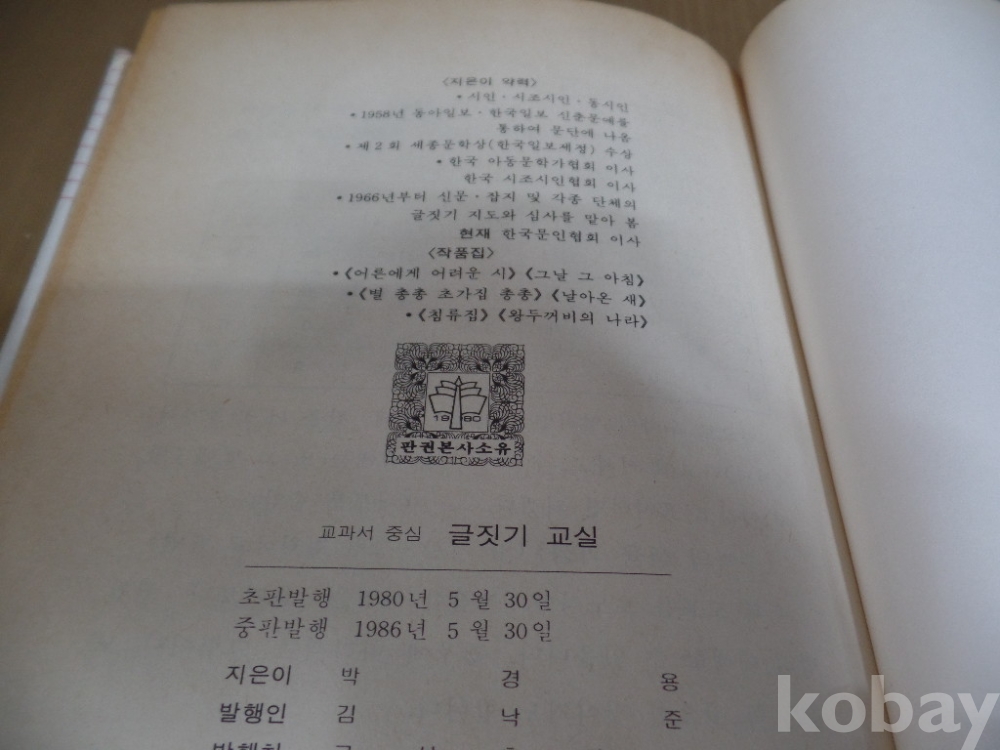 〈지은이 약력〉
• 시인·시조시인·동시인
• 1958년 동아일보·한국일보 신춘문예를
통하여 문단에 나옴
• 제 2 회 세종문학상(한국일보제정) 수상
• 한국 아동문학가협회 이사
한국 시조시인협회 이사
• 1966년부터 신문·잡지 및 각종 단체의
글짓기 지도와 심사를 맡아 봄
현재 한국문인협회 이사
〈작품집〉
• 《어른에게 어려운 시》《그날 그 아침》
• 《별 총총 초가집 총총》《날아온 새》
• 《침류집》《왕두꺼비의 나라》
1980
판권본사소유
교과서 중심 글짓기 교실
초판발행 1980년 5 월 30일
중판발행 1986년 5 월 30일
지은이 박 경 용
발행인 김 낙 준
kobay